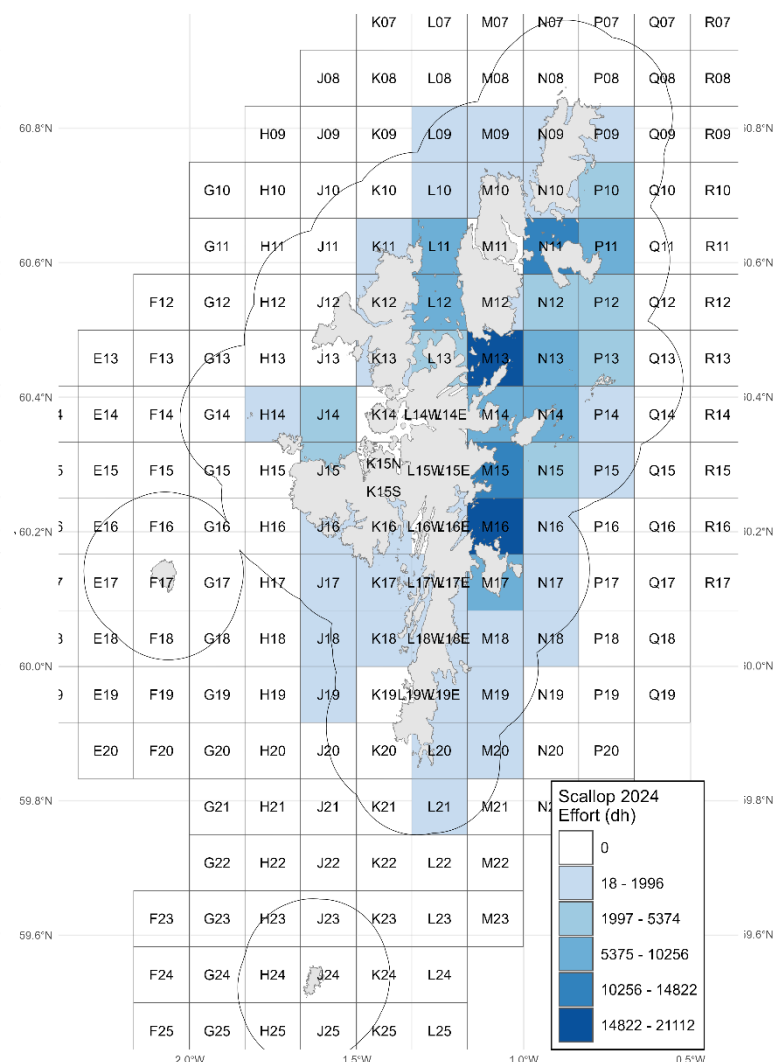 K07 L07 M07 N07 P07 Q07 R07
J08 K08 L08 M08 N08 P08 Q08 R08
60.8°N H09 J09 K09 L09 M09 N09 P09 Q09 R09 60.8°N
G10 H10 J10 K10 L10 M10 N10 P10 Q10 R10
G11 H11 J11 K11 L11 M11 N11 P11 Q11 R11
60.6°N 60.6°N
F12 G12 H12 J12 K12 L12 M12 N12 P12 Q12 R12
E13 F13 G13 H13 J13 K13 L13 M13 N13 P13 Q13 R13
60.4°N 60.4°N
4 E14 F14 G14 H14 J14 K14 L14W L14E M14 N14 P14 Q14 R14
K15N
5 E15 F15 G15 H15 J15 L15W L15E M15 N15 P15 Q15 R15
K15S
60.2°N 60.2°N
6 E16 F16 G16 H16 J16 K16 L16W L16E M16 N16 P16 Q16 R16
7 E17 F17 G17 H17 J17 K17 L17W L17E M17 N17 P17 Q17 R17
8 E18 F18 G18 H18 J18 K18 L18W L18E M18 N18 P18 Q18
60.0°N 60.0°N
9 E19 F19 G19 H19 J19 K19 L19W L19E M19 N19 P19 Q19
E20 F20 G20 H20 J20 K20 L20 M20 N20 P20
59.8°N 59.8°N
G21 H21 J21 K21 L21 M21 N2
G22 H22 J22 K22 L22 M22
F23 G23 H23 J23 K23 L23 M23
59.6°N 59.6°N
F24 G24 H24 J24 K24 L24
F25 G25 H25 J25 K25 L25
2.0°W 1.5°W 1.0°W 0.5°W
Scallop 2024
Effort (dh)
0
18 - 1996
1997 - 5374
5375 - 10256
10256 - 14822
14822 - 21112